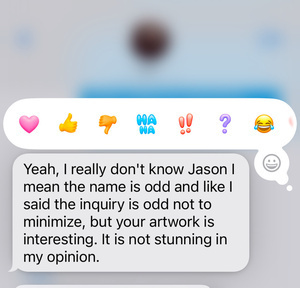 HA
HA
Yeah, I really don't know Jason I
mean the name is odd and like I
said the inquiry is odd not to
minimize, but your artwork is
interesting. It is not stunning in
my opinion.